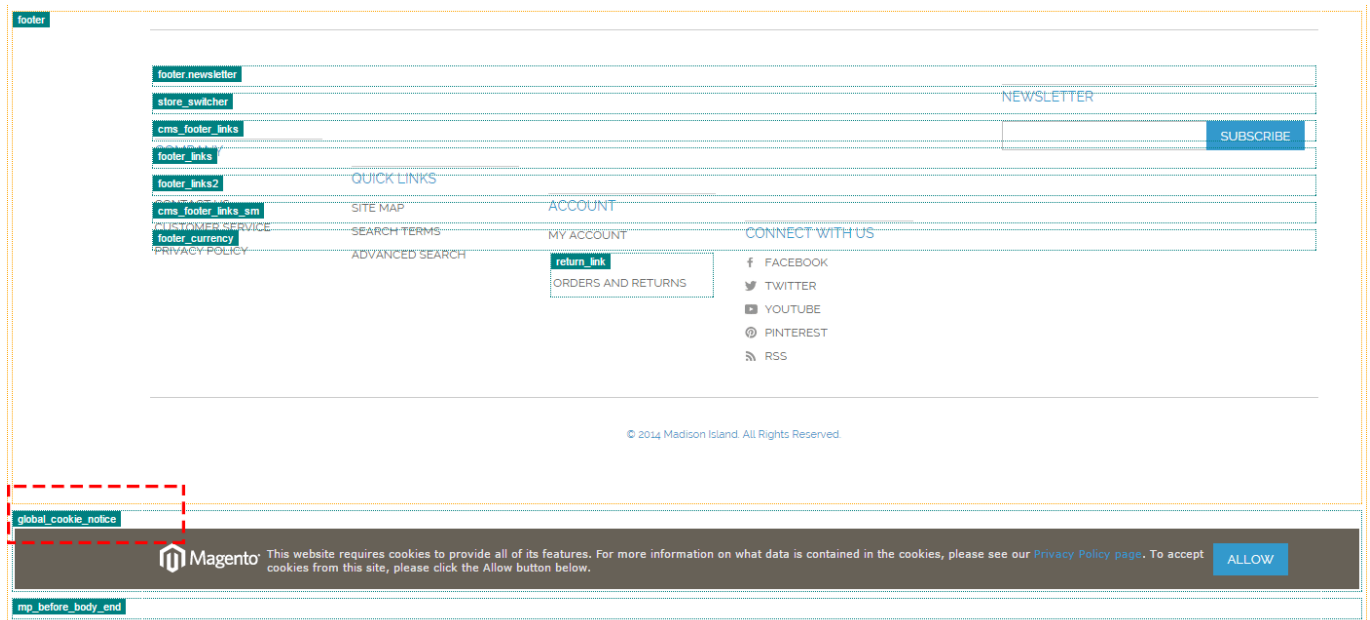 footer
footer.newsletter
store_switcher
NEWSLETTER
cms_footer_links
SUBSCRIBE
COMPANY
footer_links
footer_links2
QUICK LINKS
CONTACT US
cms_footer_links_sm
SITE MAP
ACCOUNT
CUSTOMER SERVICE
footer_currency
SEARCH TERMS
MY ACCOUNT
CONNECT WITH US
PRIVACY POLICY
ADVANCED SEARCH
return_link
FACEBOOK
ORDERS AND RETURNS
TWITTER
YOUTUBE
PINTEREST
RSS
© 2014 Madison Island. All Rights Reserved.
global_cookie_notice
Magento
This website requires cookies to provide all of its features. For more information on what data is contained in the cookies, please see our Privacy Policy page. To accept
cookies from this site, please click the Allow button below.
ALLOW
mp_before_body_end